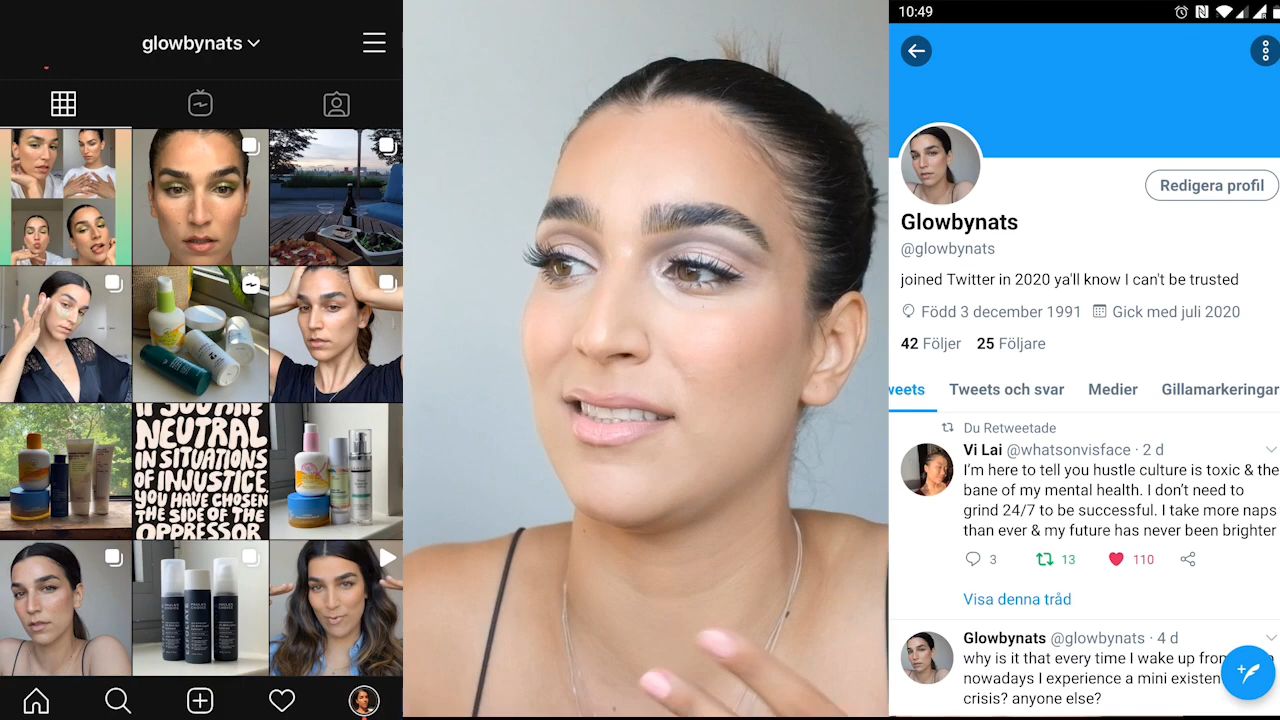 glowbynats
IF YOU ARE
NEUTRAL
IN SITUATIONS
OF INJUSTICE,
YOU HAVE CHOSEN
THE SIDE OF THE
OPPRESSOR
PAULA'S CHOICE
10:49
Redigera profil
Glowbynats
@glowbynats
joined Twitter in 2020 ya'll know I can't be trusted
Född 3 december 1991 Gick med juli 2020
42 Följer 25 Följare
weets Tweets och svar Medier Gillamarkeringar
Du Retweetade
Vi Lai @whatsonvisface · 2 d
I'm here to tell you hustle culture is toxic & the
bane of my mental health. I don't need to
grind 24/7 to be successful. I take more naps
than ever & my future has never been brighter
3 13 110
Visa denna tråd
Glowbynats @glowbynats · 4 d
why is it that every time I wake up from
nowadays I experience a mini existen
crisis? anyone else?